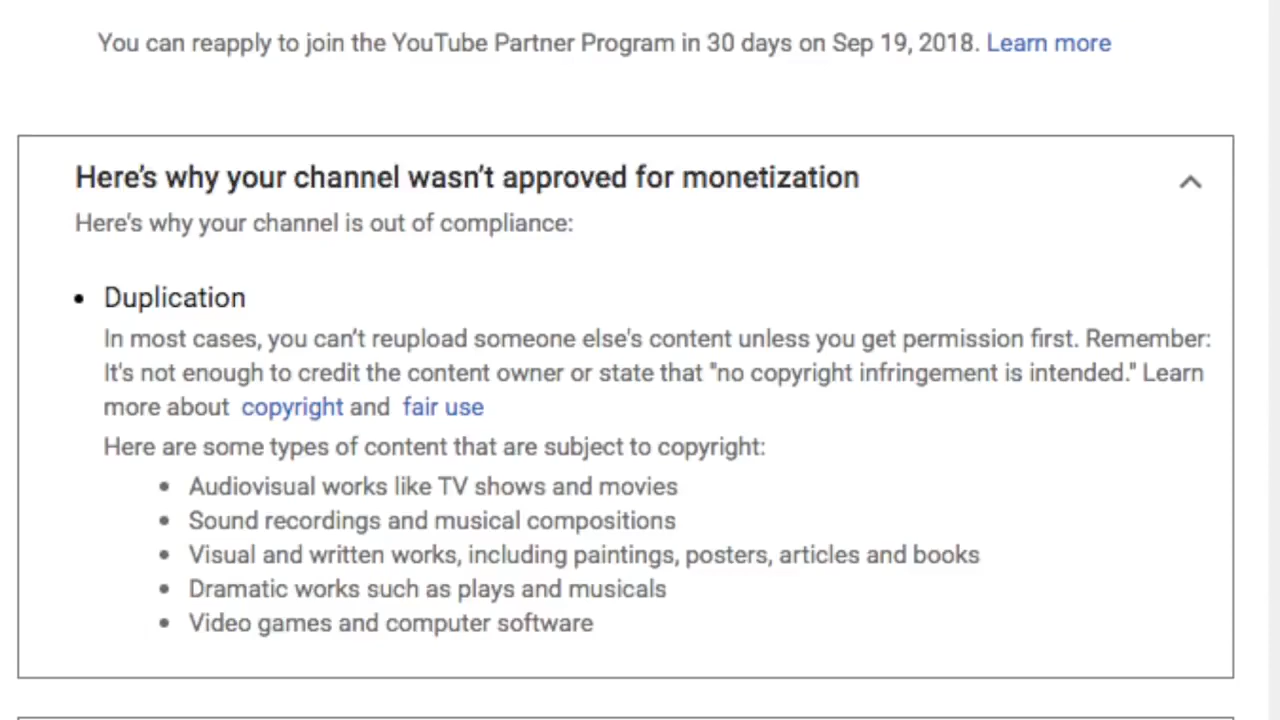 You can reapply to join the YouTube Partner Program in 30 days on Sep 19, 2018. Learn more
Here's why your channel wasn't approved for monetization
Here's why your channel is out of compliance:
• Duplication
In most cases, you can't reupload someone else's content unless you get permission first. Remember:
It's not enough to credit the content owner or state that "no copyright infringement is intended." Learn
more about copyright and fair use
Here are some types of content that are subject to copyright:
• Audiovisual works like TV shows and movies
• Sound recordings and musical compositions
• Visual and written works, including paintings, posters, articles and books
• Dramatic works such as plays and musicals
• Video games and computer software